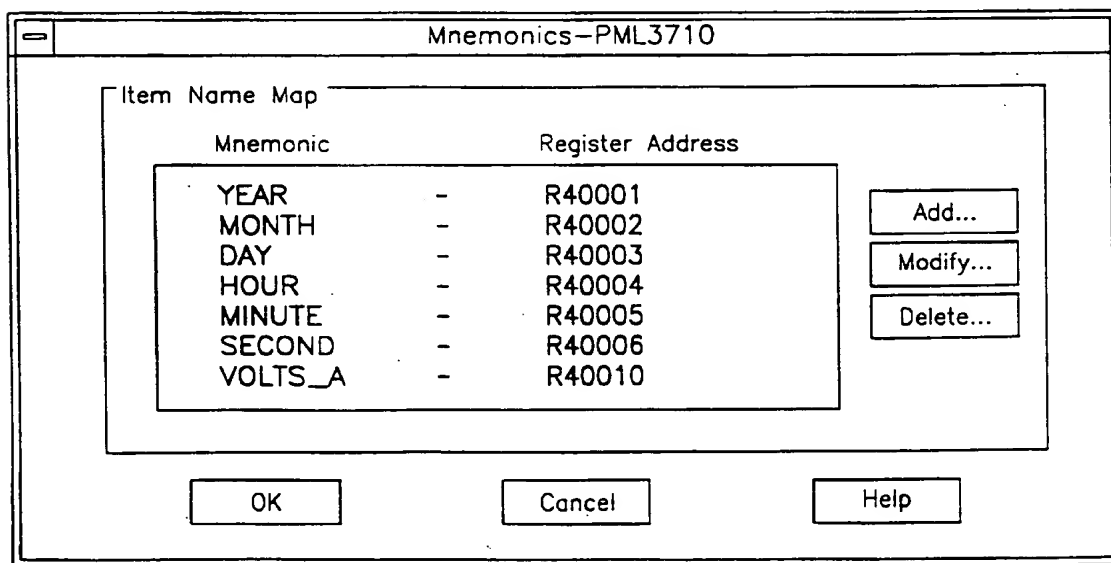 Mnemonics-PML3710
Item Name Map
Mnemonic Register Address
YEAR - R40001
MONTH - R40002
DAY - R40003
HOUR - R40004
MINUTE - R40005
SECOND - R40006
VOLTS_A - R40010
Add...
Modify...
Delete...
OK Cancel Help